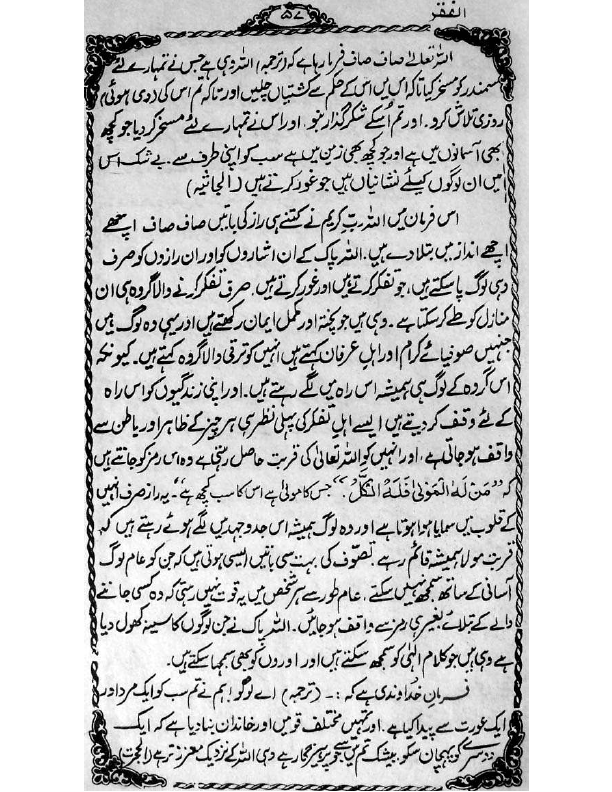 الفقر
۵۷
اللہ تعالےٰ صاف صاف فرما رہا ہے کہ (ترجمہ) اللہ وہی ہے جس نے تمہارے لئے
سمندر کو مسخر کیا تاکہ اس میں اس کے حکم سے کشتیاں چلیں اور تاکہ تم اس کی (دی ہوئی)
روزی تلاش کرو۔ اور تم اُسکے شکر گذار بنو۔ اور اس نے تمہارے لئے مسخر کر دیا جو کچھ
بھی آسمانوں میں ہے اور جو کچھ بھی زمین میں ہے سب کو اپنی طرف سے۔ بے شک اس
میں ان لوگوں کیلئے نشانیاں ہیں جو غور کرتے ہیں (الجاثیہ)
اس فرمان میں اللہ ربِّ کریم نے کتنے ہی راز کی باتیں صاف صاف اچھے
اچھے انداز میں بتلا دے ہیں۔ اللہ پاک کے ان اشاروں کو اور ان رازوں کو صرف
وہی لوگ پا سکتے ہیں، جو تفکر کرتے ہیں اور غور کرتے ہیں۔ صرف تفکر کرنے والا گروہ ہی ان
منازل کو طے کر سکتا ہے۔ وہی ہیں جو پختہ اور مکمل ایمان رکھتے ہیں اور یہی وہ لوگ ہیں
جنہیں صوفیائے کرام اور اہلِ عرفان کہتے ہیں انہیں کو ترقی والا گروہ کہتے ہیں۔ کیونکہ
اس گروہ کے لوگ ہی ہمیشہ اس راہ میں لگے رہتے ہیں۔ اور اپنی زندگیوں کو اس راہ
کے لئے وقف کر دیتے ہیں ایسے اہلِ تفکر کی پہلی نظر ہی ہر چیز کے ظاہر اور باطن سے
واقف ہو جاتی ہے، اور انہیں کو اللہ تعالیٰ کی قربت حاصل رہتی ہے وہ اس رمز کو جانتے ہیں
کہ ”مَنْ لَہُ الْمَوْلیٰ فَلَہُ الْکُلُّ۔“ جس کا مولیٰ ہے اس کا سب کچھ ہے“۔ یہ راز صرف انہیں
کے قلوب میں سمایا ہوا ہوتا ہے اور وہ لوگ ہمیشہ اس جدوجہد میں لگے ہوئے رہتے ہیں کہ
قربتِ مولا ہمیشہ قائم رہے۔ تصوّف کی بہت سی باتیں ایسی ہوتی ہیں کہ جن کو عام لوگ
آسانی کے ساتھ سمجھ نہیں سکتے، عام طور سے ہر شخص میں یہ قوت نہیں رہتی کہ وہ کسی جاننے
والے کے بتلائے بغیر ہی رمز سے واقف ہو جائیں۔ اللہ پاک نے جن لوگوں کا سینہ کھول دیا
ہے وہی ہیں جو کلام الٰہی کو سمجھ سکتے ہیں اور اوروں کو بھی سمجھا سکتے ہیں۔
فرمانِ خداوندی ہے کہ :۔ (ترجمہ) اے لوگو! ہم نے تم سب کو ایک مرد اور
ایک عورت سے پیدا کیا ہے۔ اور تمہیں مختلف قومیں اور خاندان بنا دیا ہے کہ ایک
دوسرے کو پہچان سکو۔ بیشک تم میں سے جو پرہیزگار ہے وہی اللہ کے نزدیک معزز تر ہے (الحجرٰت)